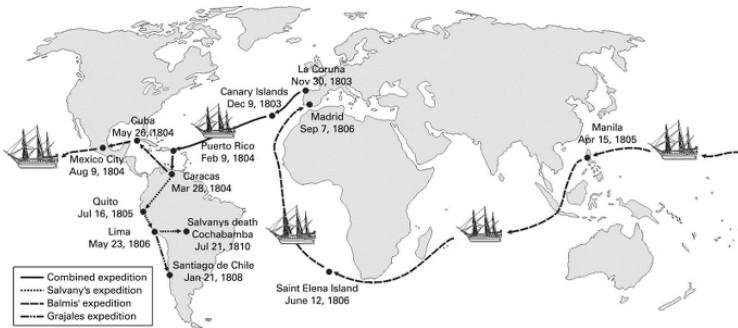 La Coruña
Nov 30, 1803
Canary Islands
Dec 9, 1803
Madrid
Sep 7, 1806
Cuba
May 26, 1804
Puerto Rico
Feb 9, 1804
Manila
Apr 15, 1805
Mexico City
Aug 9, 1804
Caracas
Mar 28, 1804
Quito
Jul 16, 1805
Lima
May 23, 1806
Salvanys death
Cochabamba
Jul 21, 1810
Santiago de Chile
Jan 21, 1808
Saint Elena Island
June 12, 1806
Combined expedition
Salvany's expedition
Balmis' expedition
Grajales expedition